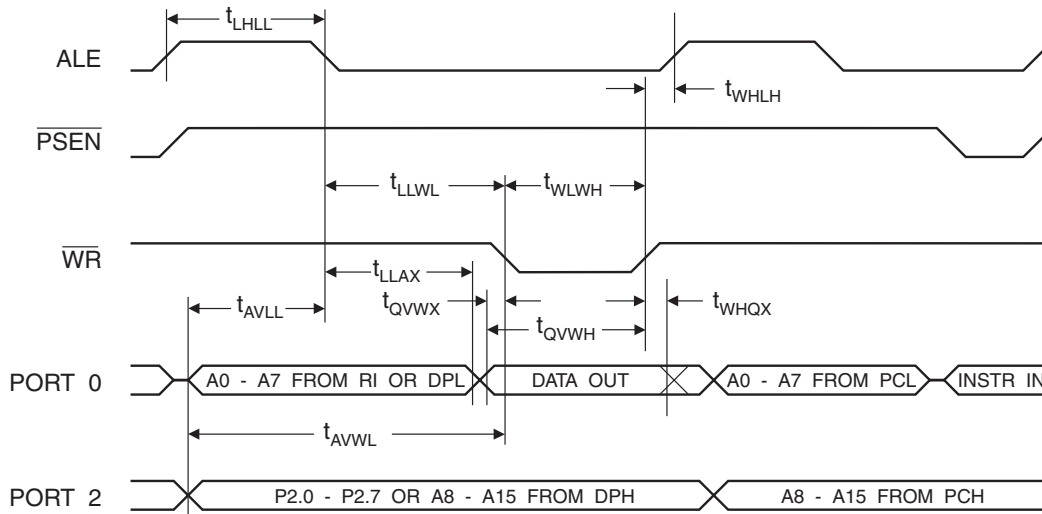 tLHLL
ALE
tWHLH
PSEN
tLLWL
tWLWH
WR
tLLAX
tQVWX
tWHQX
tAVLL
tQVWH
PORT 0
A0 - A7 FROM RI OR DPL
DATA OUT
A0 - A7 FROM PCL
INSTR IN
tAVWL
PORT 2
P2.0 - P2.7 OR A8 - A15 FROM DPH
A8 - A15 FROM PCH